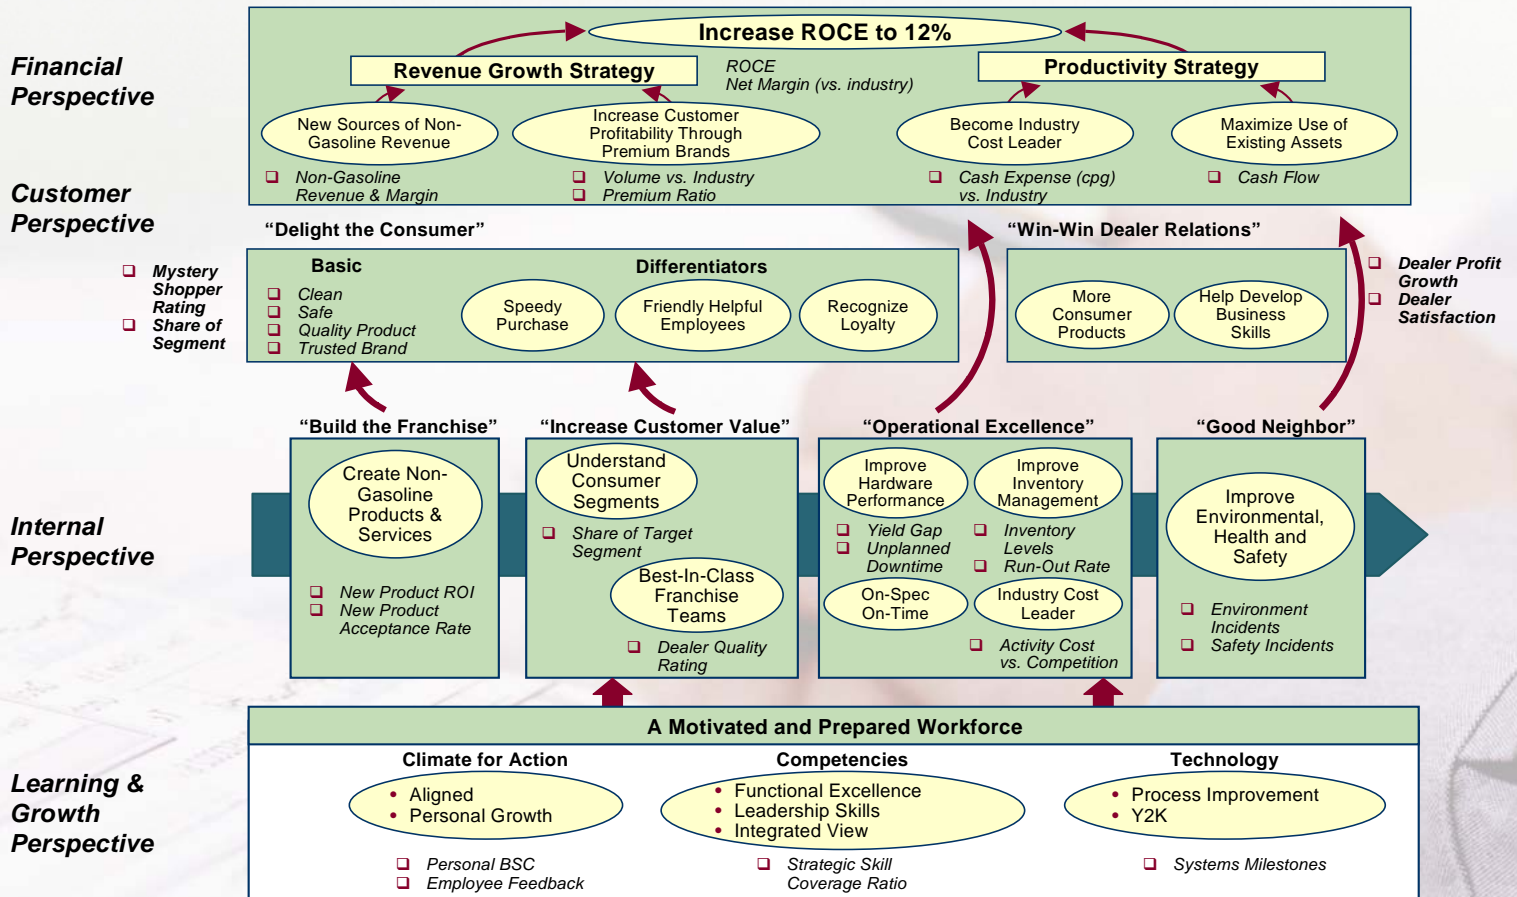 Financial
Perspective
Increase ROCE to 12%
Revenue Growth Strategy
ROCE
Net Margin (vs. industry)
Productivity Strategy
New Sources of Non-
Gasoline Revenue
Increase Customer
Profitability Through
Premium Brands
Become Industry
Cost Leader
Maximize Use of
Existing Assets
Non-Gasoline
Revenue & Margin
Volume vs. Industry
Premium Ratio
Cash Expense (cpg)
vs. Industry
Cash Flow
Customer
Perspective
Mystery
Shopper
Rating
Share of
Segment
“Delight the Consumer”
Basic
Clean
Safe
Quality Product
Trusted Brand
Differentiators
Speedy
Purchase
Friendly Helpful
Employees
Recognize
Loyalty
“Win-Win Dealer Relations”
More
Consumer
Products
Help Develop
Business
Skills
Dealer Profit
Growth
Dealer
Satisfaction
Internal
Perspective
“Build the Franchise”
Create Non-
Gasoline
Products &
Services
New Product ROI
New Product
Acceptance Rate
“Increase Customer Value”
Understand
Consumer
Segments
Share of Target
Segment
Best-In-Class
Franchise
Teams
Dealer Quality
Rating
“Operational Excellence”
Improve
Hardware
Performance
Yield Gap
Unplanned
Downtime
Improve
Inventory
Management
Inventory
Levels
Run-Out Rate
On-Spec
On-Time
Industry Cost
Leader
Activity Cost
vs. Competition
“Good Neighbor”
Improve
Environmental,
Health and
Safety
Environment
Incidents
Safety Incidents
Learning &
Growth
Perspective
A Motivated and Prepared Workforce
Climate for Action
Aligned
Personal Growth
Personal BSC
Employee Feedback
Competencies
Functional Excellence
Leadership Skills
Integrated View
Strategic Skill
Coverage Ratio
Technology
Process Improvement
Y2K
Systems Milestones